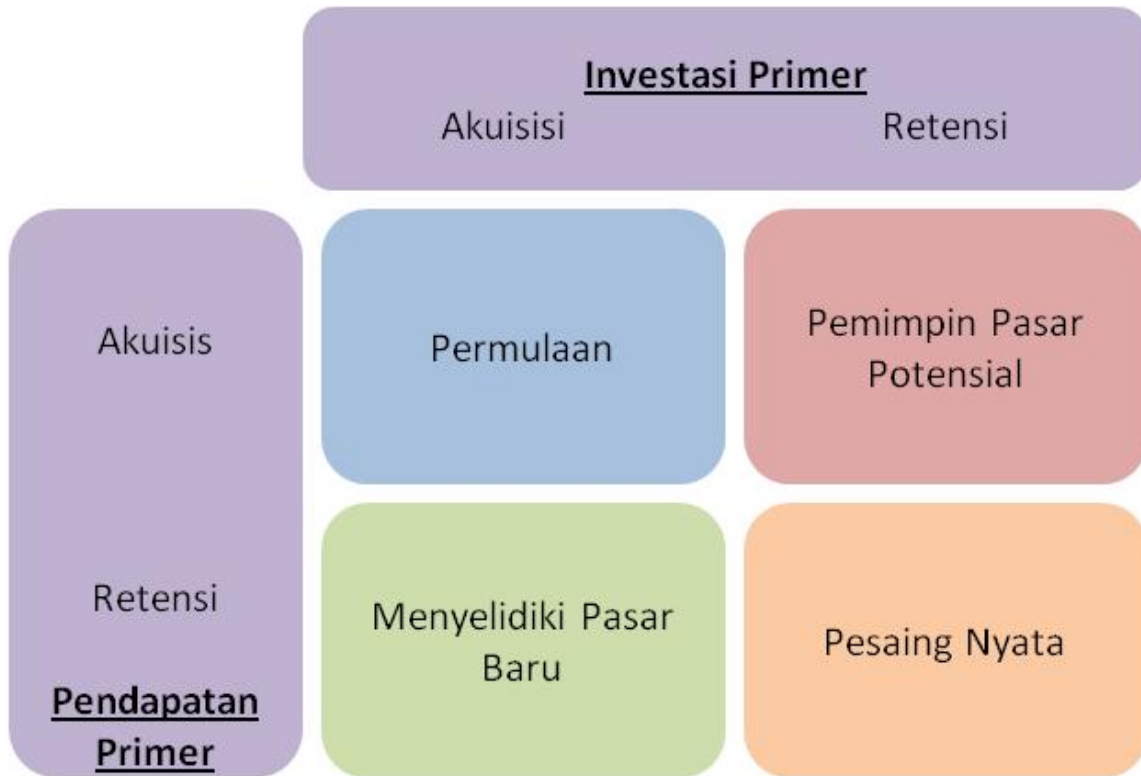 Investasi Primer
Akuisisi Retensi
Akuisis
Permulaan
Pemimpin Pasar
Potensial
Retensi
Menyelidiki Pasar
Baru
Pesaing Nyata
Pendapatan
Primer